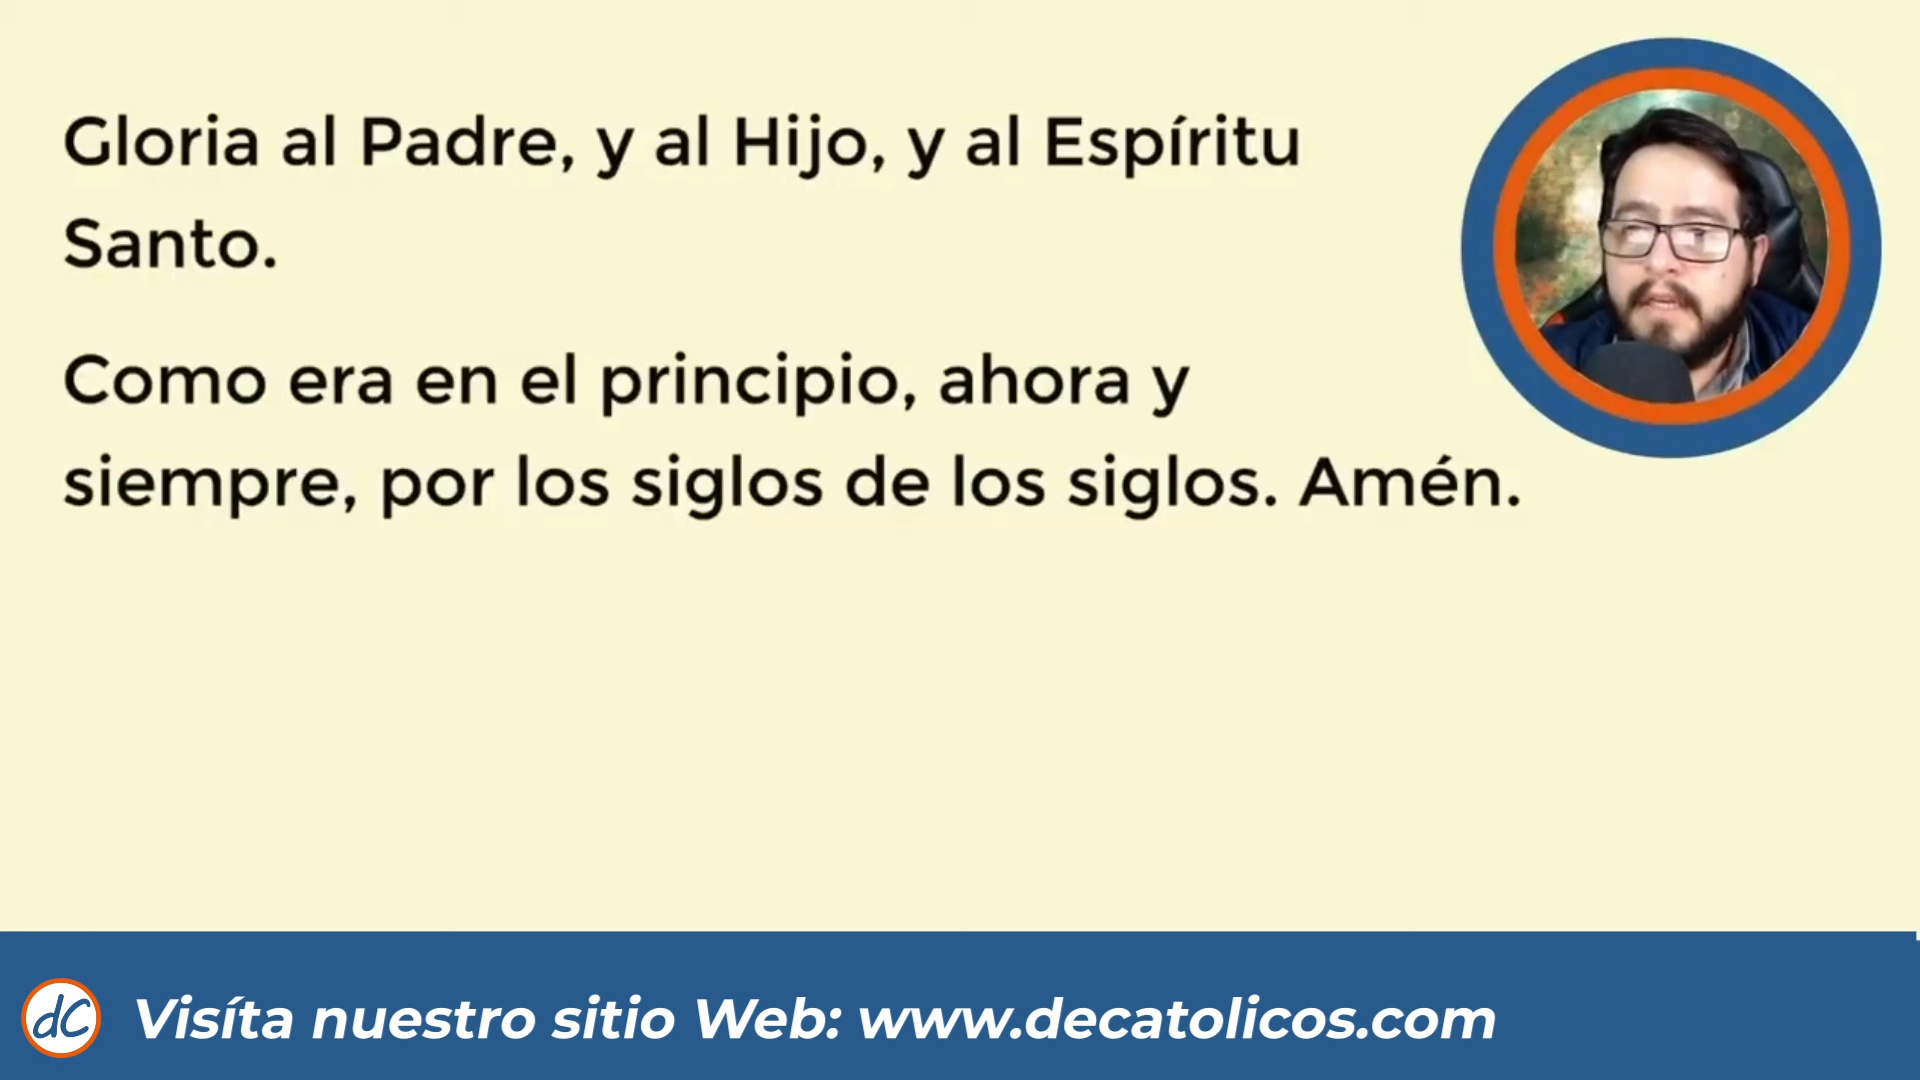 Gloria al Padre, y al Hijo, y al Espíritu
Santo.
Como era en el principio, ahora y
siempre, por los siglos de los siglos. Amén.
dC Visíta nuestro sitio Web: www.decatolicos.com